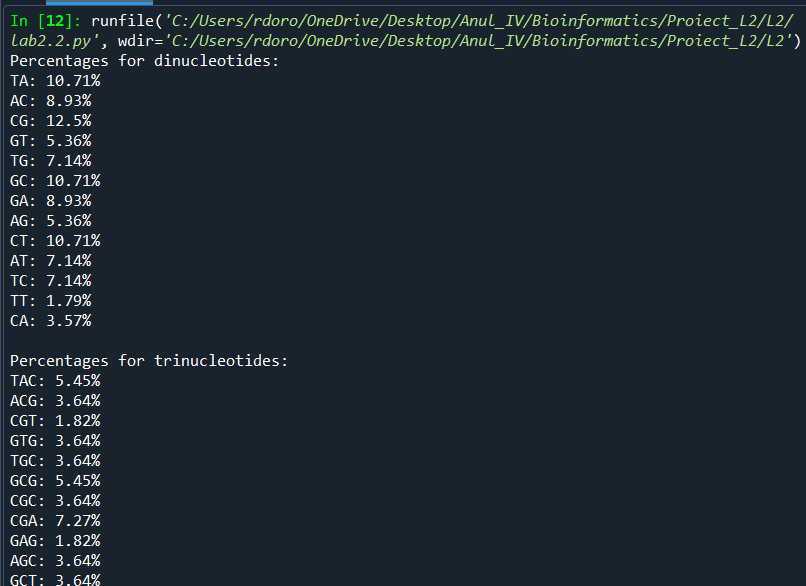 In [12]: runfile('C:/Users/rdoro/OneDrive/Desktop/Anul_IV/Bioinformatics/Proiect_L2/L2/
lab2.2.py', wdir='C:/Users/rdoro/OneDrive/Desktop/Anul_IV/Bioinformatics/Proiect_L2/L2')
Percentages for dinucleotides:
TA: 10.71%
AC: 8.93%
CG: 12.5%
GT: 5.36%
TG: 7.14%
GC: 10.71%
GA: 8.93%
AG: 5.36%
CT: 10.71%
AT: 7.14%
TC: 7.14%
TT: 1.79%
CA: 3.57%
Percentages for trinucleotides:
TAC: 5.45%
ACG: 3.64%
CGT: 1.82%
GTG: 3.64%
TGC: 3.64%
GCG: 5.45%
CGC: 3.64%
CGA: 7.27%
GAG: 1.82%
AGC: 3.64%
GCT: 3.64%